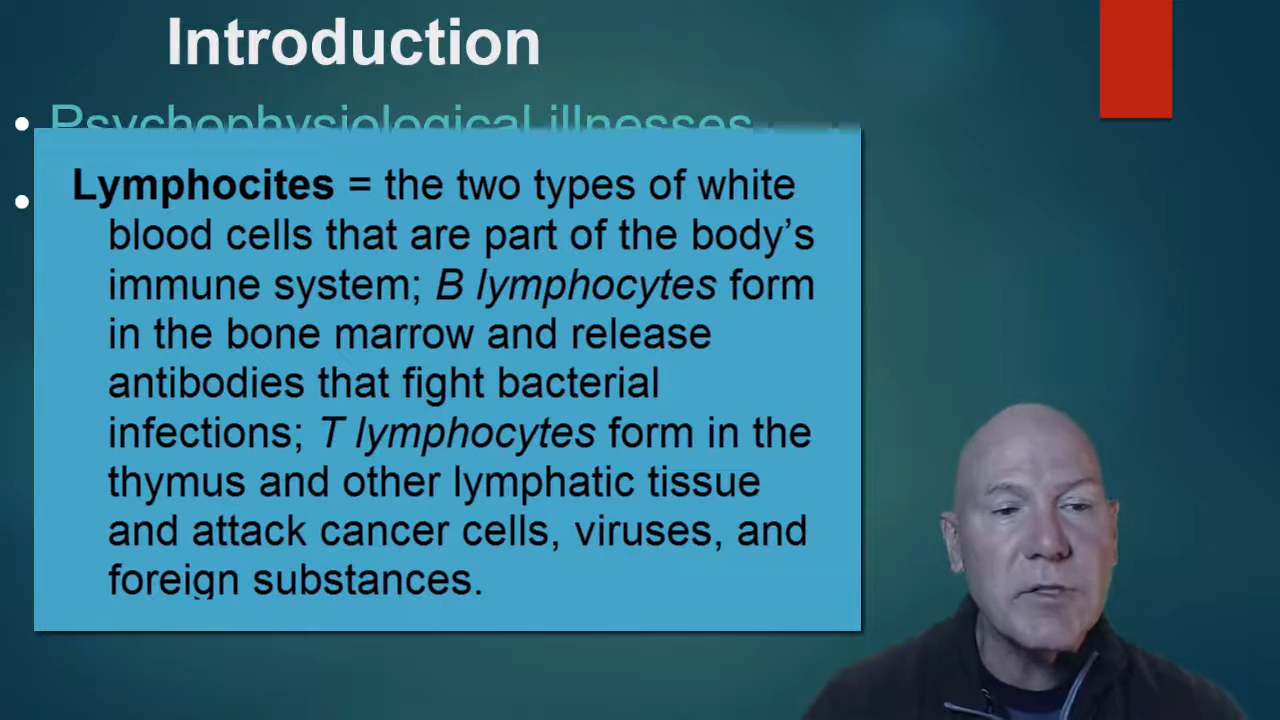 Introduction
• Psychophysiological illnesses
•
Lymphocites = the two types of white
blood cells that are part of the body’s
immune system; B lymphocytes form
in the bone marrow and release
antibodies that fight bacterial
infections; T lymphocytes form in the
thymus and other lymphatic tissue
and attack cancer cells, viruses, and
foreign substances.